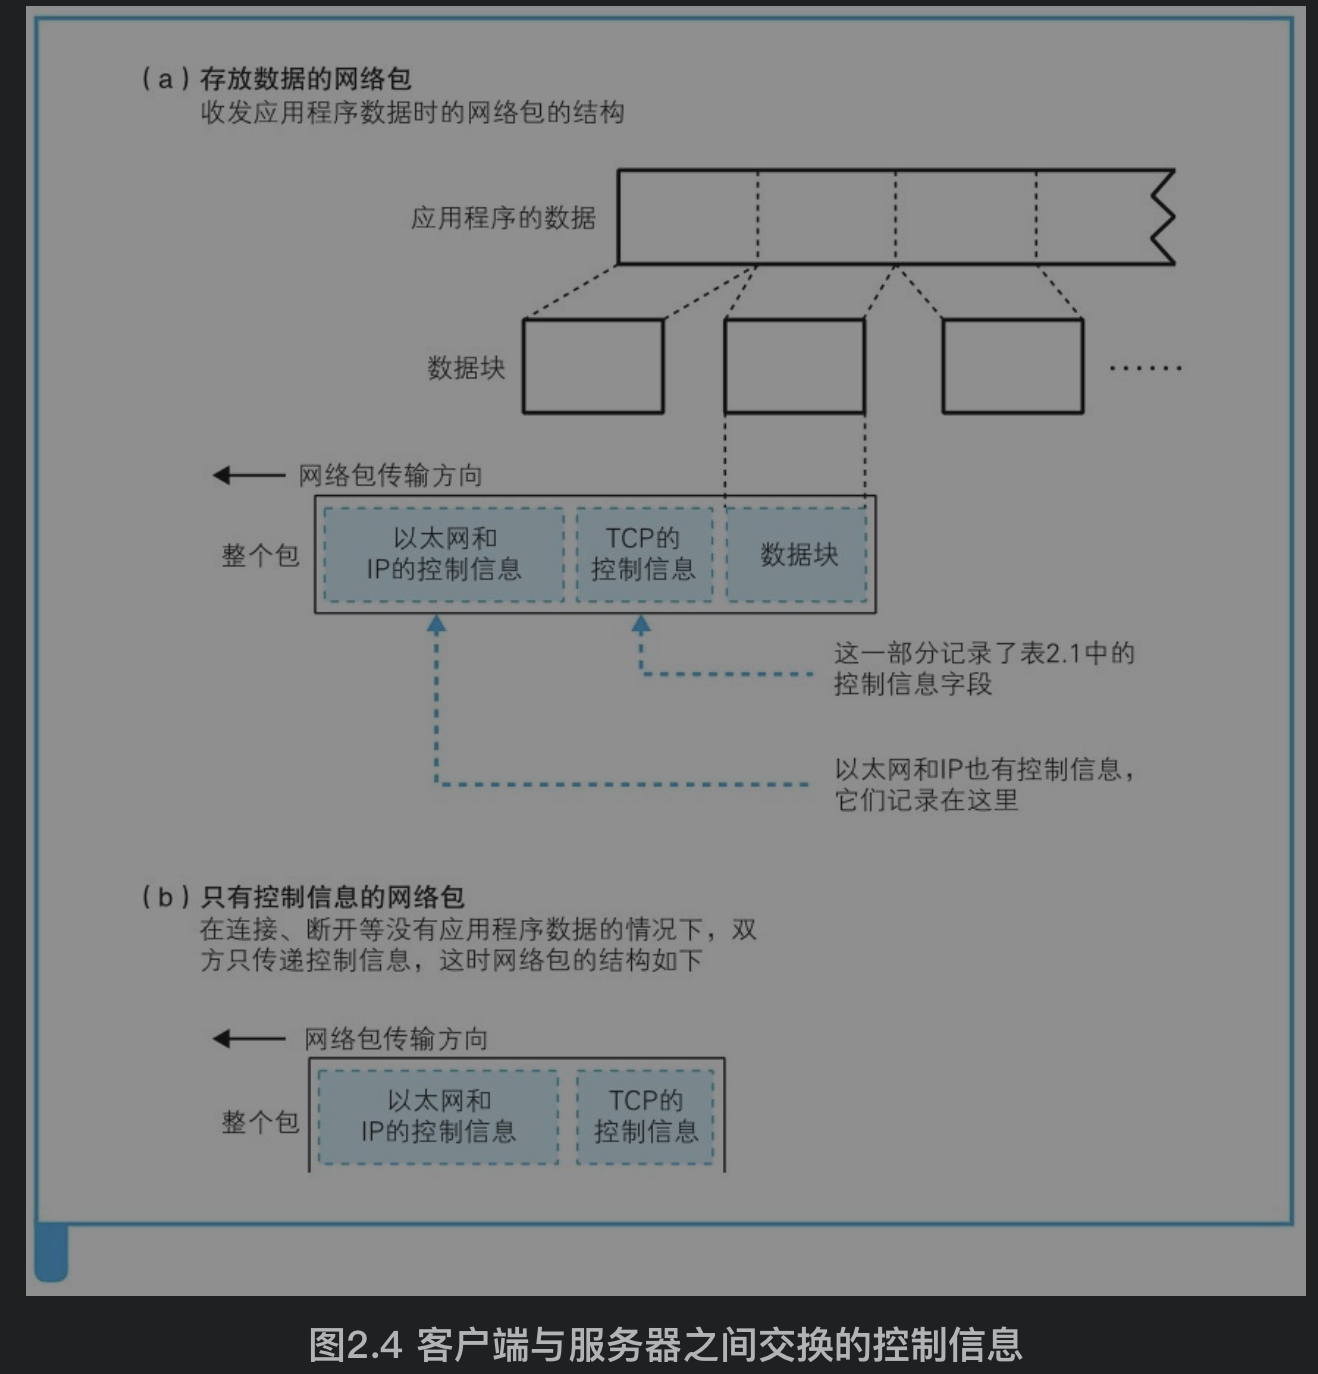 (a)存放数据的网络包
收发应用程序数据时的网络包的结构
应用程序的数据
数据块
······
网络包传输方向
整个包
以太网和
IP的控制信息
TCP的
控制信息
数据块
这一部分记录了表2.1中的
控制信息字段
以太网和IP也有控制信息，
它们记录在这里
(b)只有控制信息的网络包
在连接、断开等没有应用程序数据的情况下，双
方只传递控制信息，这时网络包的结构如下
网络包传输方向
整个包
以太网和
IP的控制信息
TCP的
控制信息
图2.4 客户端与服务器之间交换的控制信息